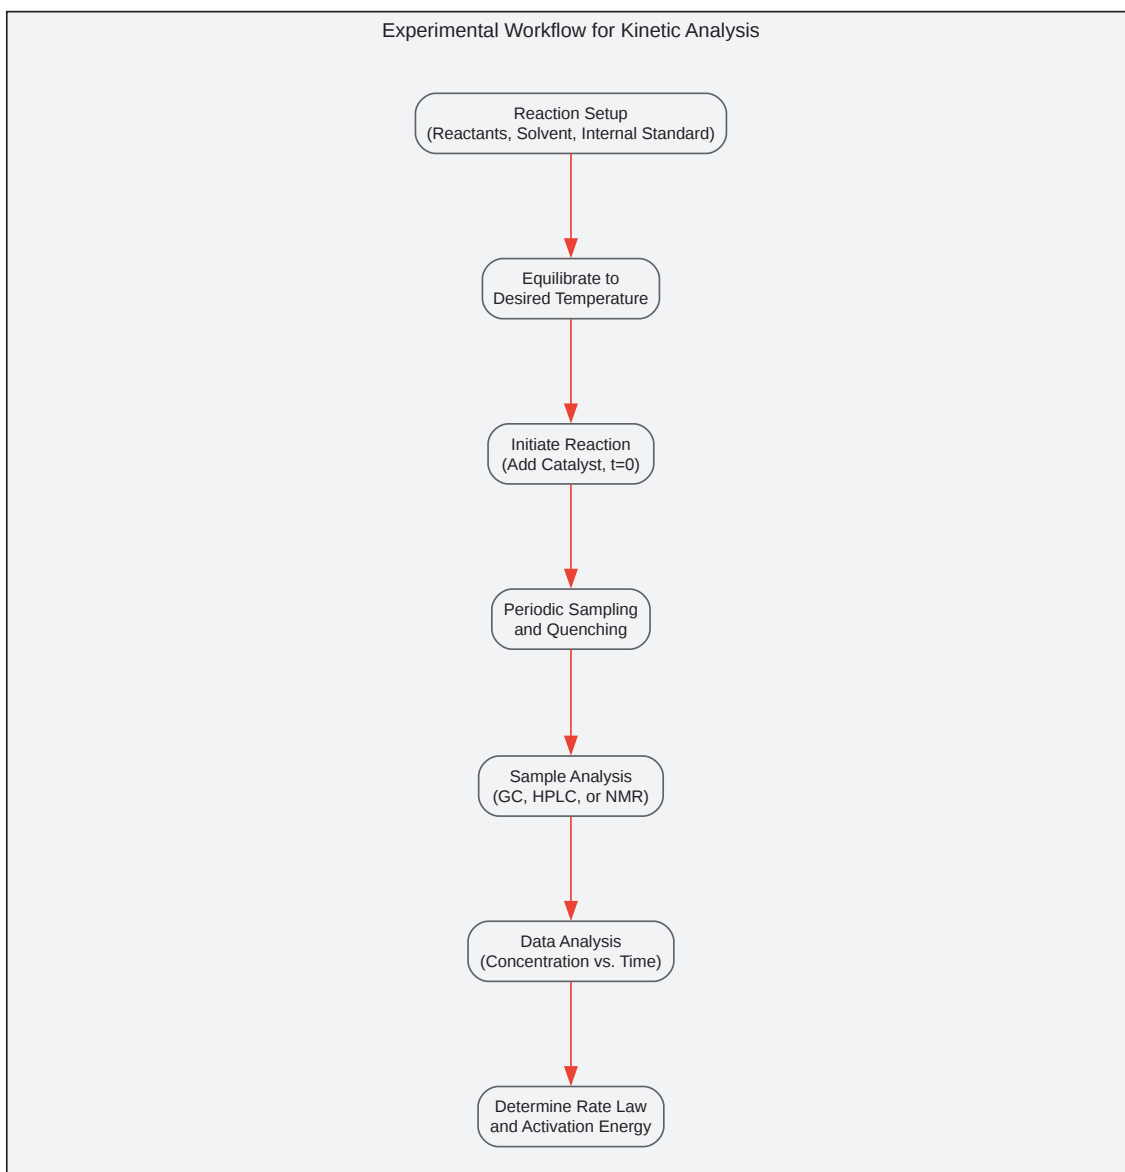 Experimental Workflow for Kinetic Analysis
Reaction Setup
(Reactants, Solvent, Internal Standard)
Equilibrate to
Desired Temperature
Initiate Reaction
(Add Catalyst, t=0)
Periodic Sampling
and Quenching
Sample Analysis
(GC, HPLC, or NMR)
Data Analysis
(Concentration vs. Time)
Determine Rate Law
and Activation Energy